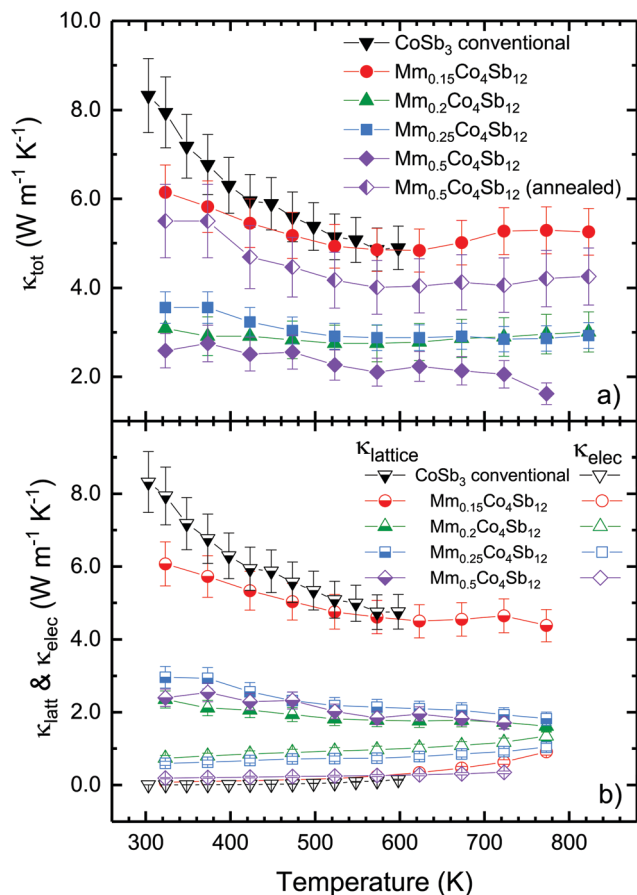 10.0
8.0
6.0
4.0
2.0
κtot (W m-1 K-1)
CoSb3 conventional
Mm0.15Co4Sb12
Mm0.2Co4Sb12
Mm0.25Co4Sb12
Mm0.5Co4Sb12
Mm0.5Co4Sb12 (annealed)
a)
8.0
6.0
4.0
2.0
0.0
κlatt & κelec (W m-1 K-1)
κlattice κelec
CoSb3 conventional
Mm0.15Co4Sb12
Mm0.2Co4Sb12
Mm0.25Co4Sb12
Mm0.5Co4Sb12
b)
300 400 500 600 700 800
Temperature (K)